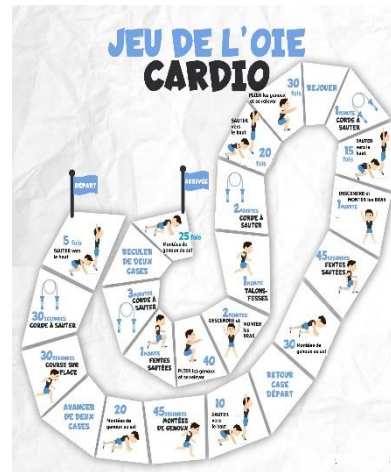 JEU DE L'OIE
CARDIO
DÉPART
ARRIVÉE
5 fois
SAUTER vers
le haut
30 SECONDES
CORDE À SAUTER
30 SECONDES
COURSE SUR
PLACE
AVANCER
DE DEUX
CASES
20
Montées de
genoux au sol
45 SECONDES
MONTÉES
DE GENOUX
10
SAUTER
vers
le haut
RETOUR
CASE
DÉPART
30 Montées de
genoux au sol
45 SECONDES
FENTES
SAUTÉES
DESCENDRE et
MONTER les BRAS
1 MINUTE
15
fois
SAUTER
vers le
haut
1 MINUTE
CORDE À
SAUTER
REJOUER
30
fois
PLIER les genoux
et se relever
SAUTER
vers
le haut
20
fois
2 MINUTES
CORDE À
SAUTER
1 MINUTE
TALONS-
FESSES
2 MINUTES
DESCENDRE et
MONTER
les
BRAS
40
PLIER les genoux
et se relever
1 MINUTE
FENTES
SAUTÉES
3 MINUTES
CORDE À
SAUTER
RECULER
DE DEUX
CASES
25 fois
Montées de
genoux au sol